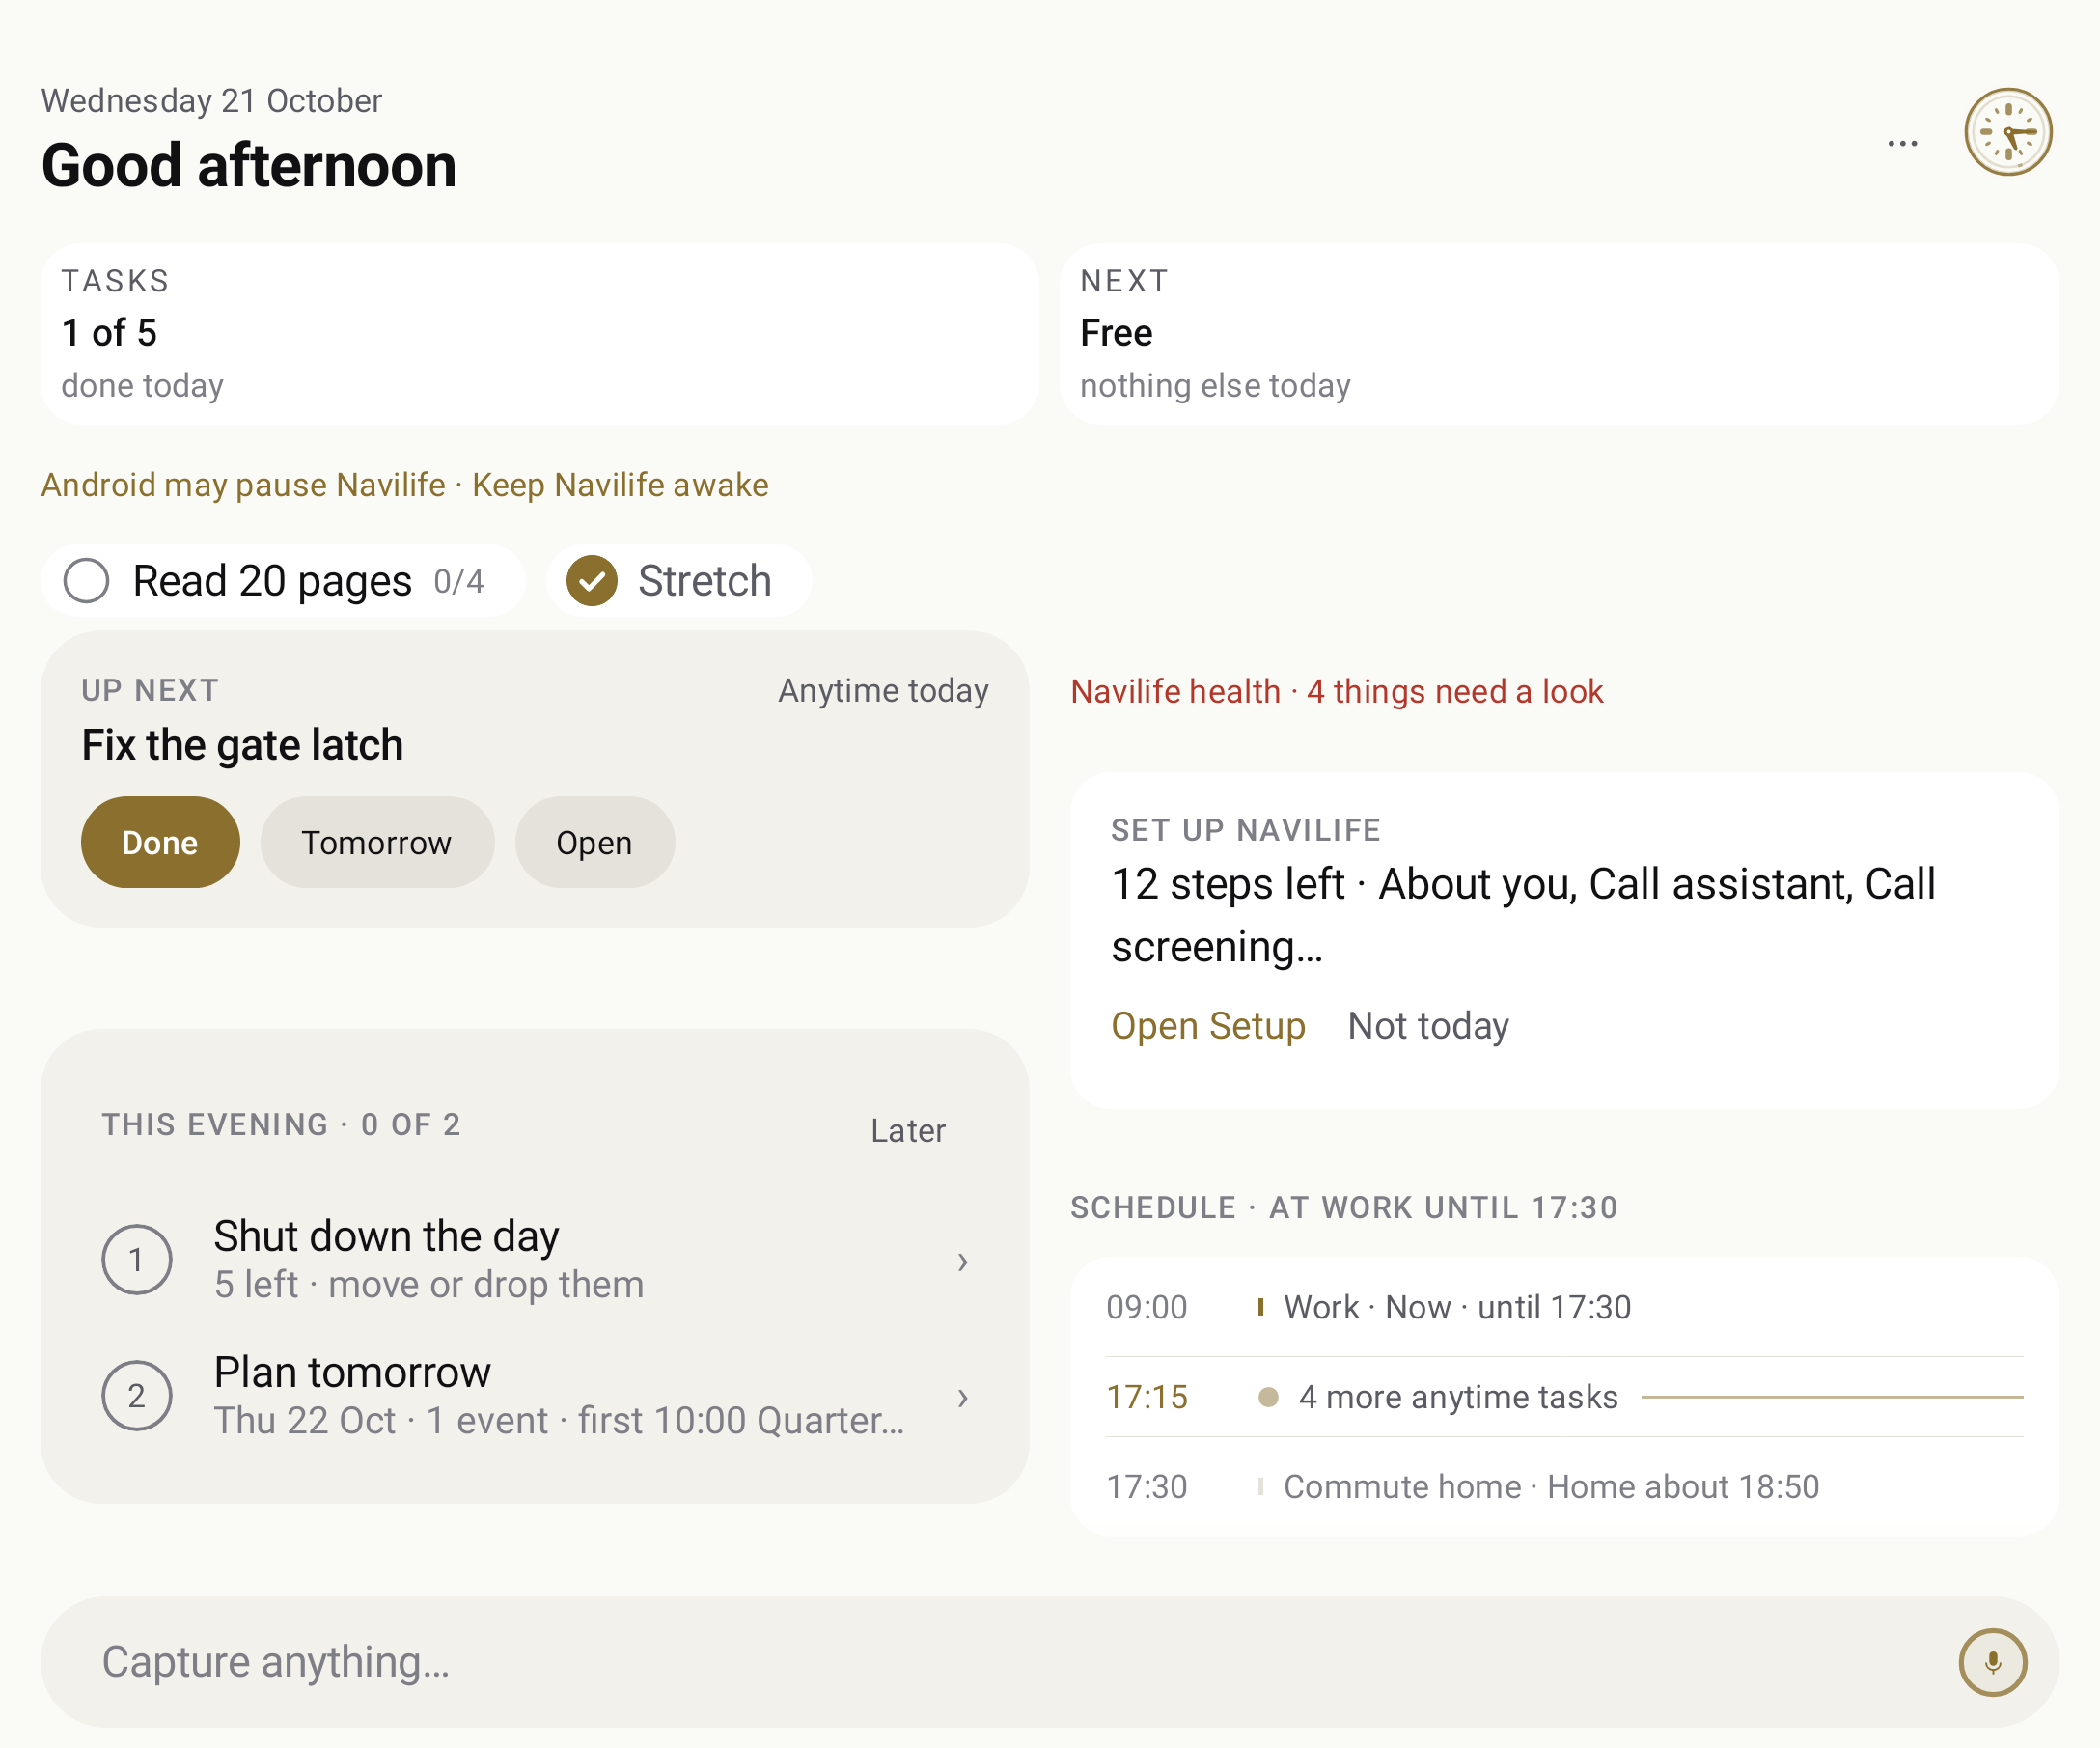 Wednesday 21 October
Good afternoon
...
TASKS
1 of 5
done today
NEXT
Free
nothing else today
Android may pause Navilife · Keep Navilife awake
Read 20 pages 0/4
Stretch
UP NEXT
Anytime today
Fix the gate latch
Done
Tomorrow
Open
THIS EVENING · 0 OF 2
Later
1
Shut down the day
5 left · move or drop them
›
2
Plan tomorrow
Thu 22 Oct · 1 event · first 10:00 Quarter…
›
Navilife health · 4 things need a look
SET UP NAVILIFE
12 steps left · About you, Call assistant, Call
screening…
Open Setup
Not today
SCHEDULE · AT WORK UNTIL 17:30
09:00 Work · Now · until 17:30
17:15 4 more anytime tasks
17:30 Commute home · Home about 18:50
Capture anything…